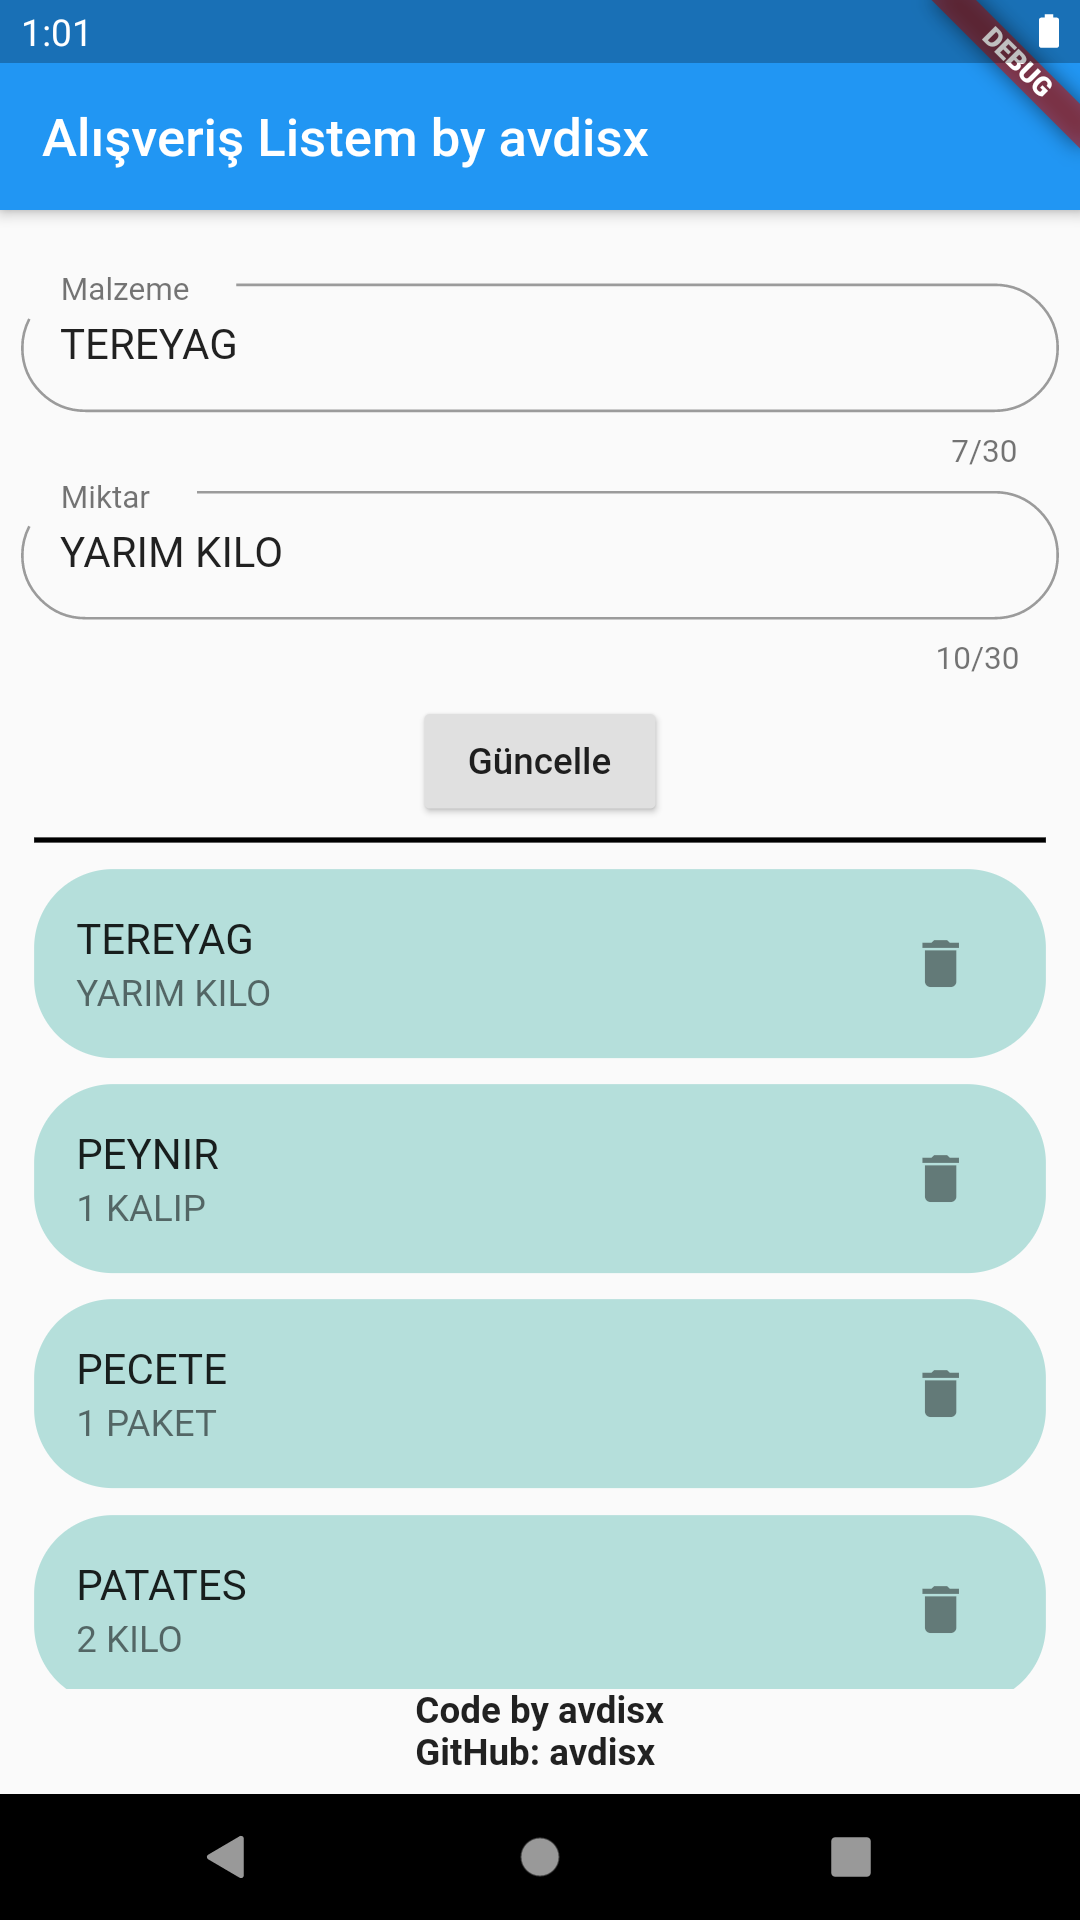 1:01
DEBUG
Alışveriş Listem by avdisx
Malzeme
TEREYAG
7/30
Miktar
YARIM KILO
10/30
Güncelle
TEREYAG
YARIM KILO
PEYNIR
1 KALIP
PECETE
1 PAKET
PATATES
2 KILO
Code by avdisx
GitHub: avdisx